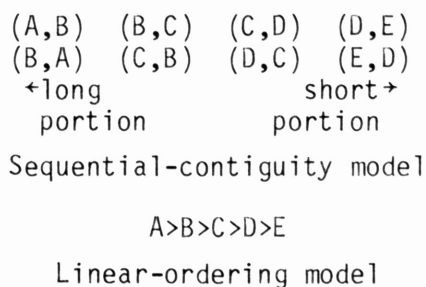 (A,B) (B,C) (C,D) (D,E)
(B,A) (C,B) (D,C) (E,D)
←long short→
portion portion
Sequential-contiguity model
A>B>C>D>E
Linear-ordering model